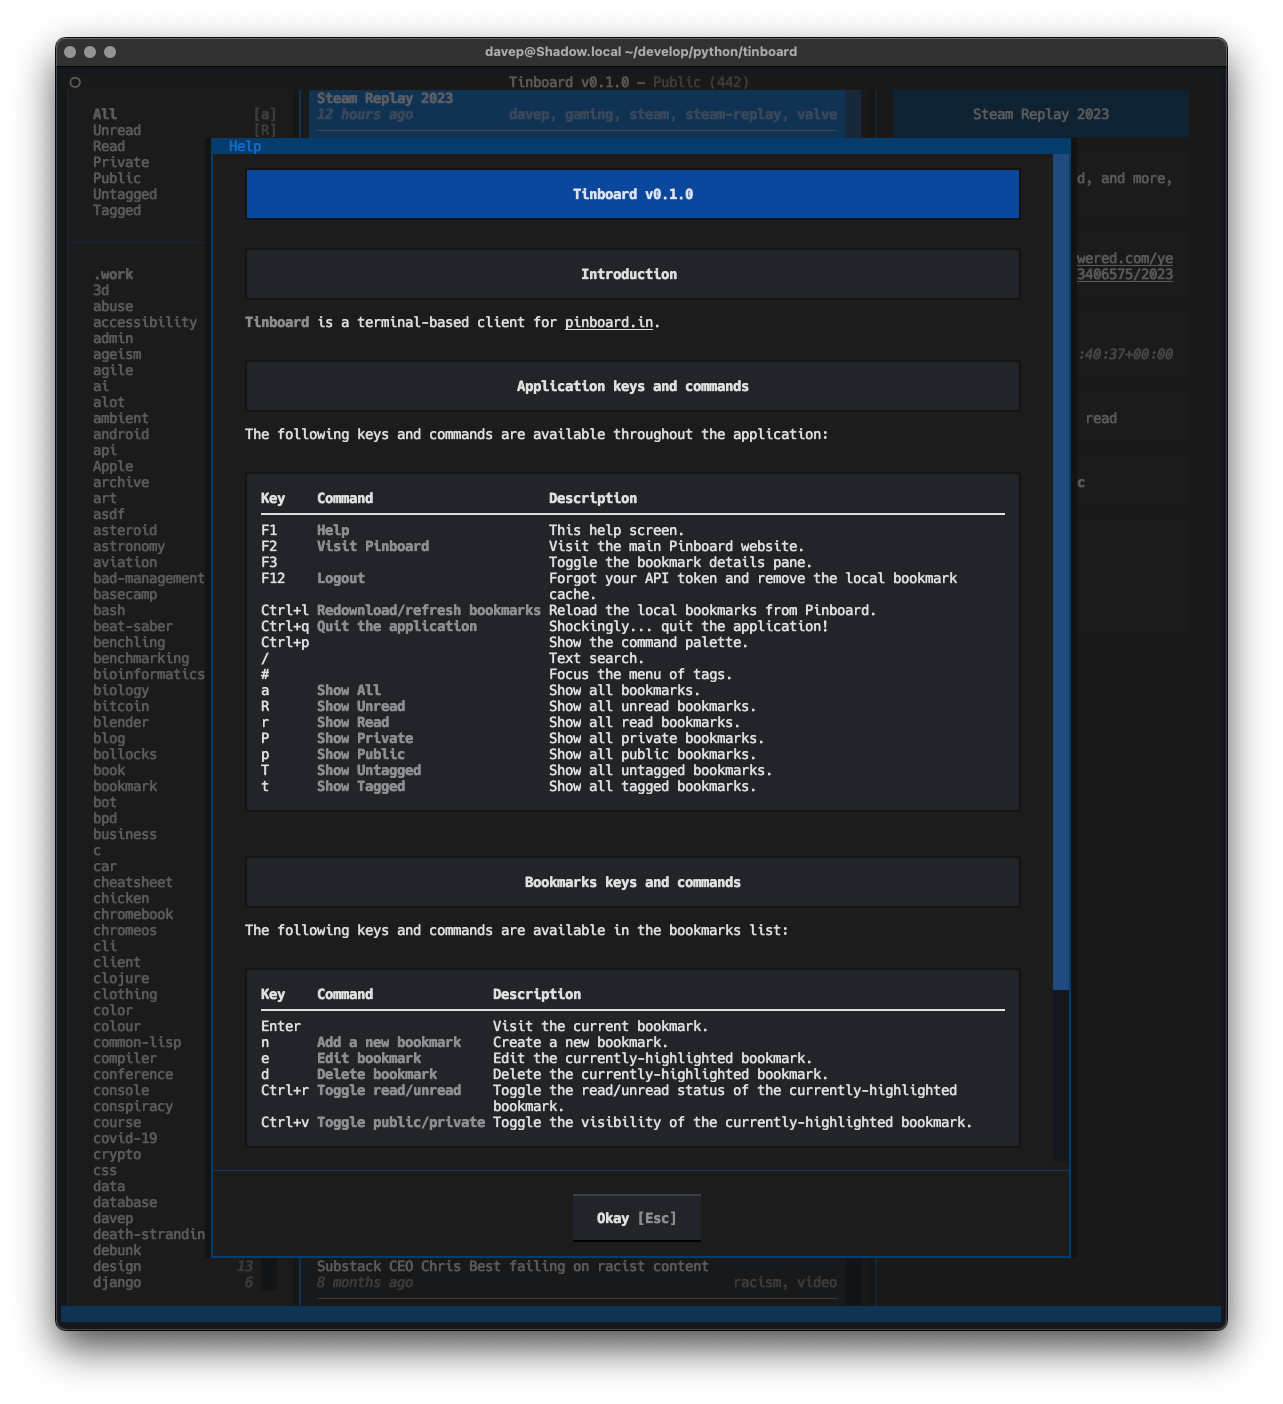 davep@Shadow.local ~/develop/python/tinboard
Tinboard v0.1.0 — Public (442)
All [a]
Unread [R]
Read
Private
Public
Untagged
Tagged
.work
3d
abuse
accessibility
admin
ageism
agile
ai
alot
ambient
android
api
Apple
archive
art
asdf
asteroid
astronomy
aviation
bad-management
basecamp
bash
beat-saber
benchling
benchmarking
bioinformatics
biology
bitcoin
blender
blog
bollocks
book
bookmark
bot
bpd
business
c
car
cheatsheet
chicken
chromebook
chromeos
cli
client
clojure
clothing
color
colour
common-lisp
compiler
conference
console
conspiracy
course
covid-19
crypto
css
data
database
davep
death-strandin
debunk
design 13
django 6
Steam Replay 2023
12 hours ago davep, gaming, steam, steam-replay, valve
Help
Tinboard v0.1.0
Introduction
Tinboard is a terminal-based client for pinboard.in.
Application keys and commands
The following keys and commands are available throughout the application:
Key Command Description
F1 Help This help screen.
F2 Visit Pinboard Visit the main Pinboard website.
F3 Toggle the bookmark details pane.
F12 Logout Forgot your API token and remove the local bookmark
cache.
Ctrl+l Redownload/refresh bookmarks Reload the local bookmarks from Pinboard.
Ctrl+q Quit the application Shockingly... quit the application!
Ctrl+p Show the command palette.
/ Text search.
# Focus the menu of tags.
a Show All Show all bookmarks.
R Show Unread Show all unread bookmarks.
r Show Read Show all read bookmarks.
P Show Private Show all private bookmarks.
p Show Public Show all public bookmarks.
T Show Untagged Show all untagged bookmarks.
t Show Tagged Show all tagged bookmarks.
Bookmarks keys and commands
The following keys and commands are available in the bookmarks list:
Key Command Description
Enter Visit the current bookmark.
n Add a new bookmark Create a new bookmark.
e Edit bookmark Edit the currently-highlighted bookmark.
d Delete bookmark Delete the currently-highlighted bookmark.
Ctrl+r Toggle read/unread Toggle the read/unread status of the currently-highlighted
bookmark.
Ctrl+v Toggle public/private Toggle the visibility of the currently-highlighted bookmark.
Okay [Esc]
Substack CEO Chris Best failing on racist content
8 months ago racism, video
Steam Replay 2023
d, and more,
wered.com/ye
3406575/2023
:40:37+00:00
read
c